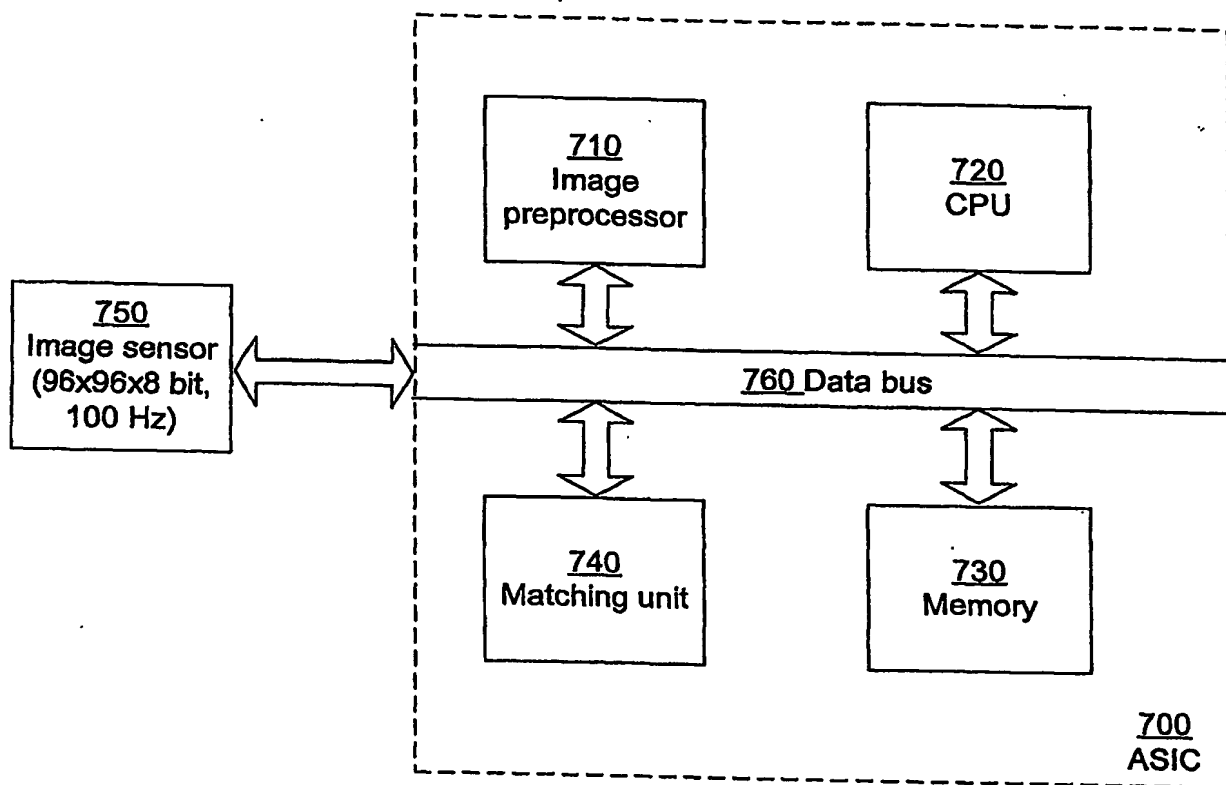 710
Image
preprocessor
720
CPU
750
Image sensor
(96x96x8 bit,
100 Hz)
760 Data bus
740
Matching unit
730
Memory
700
ASIC